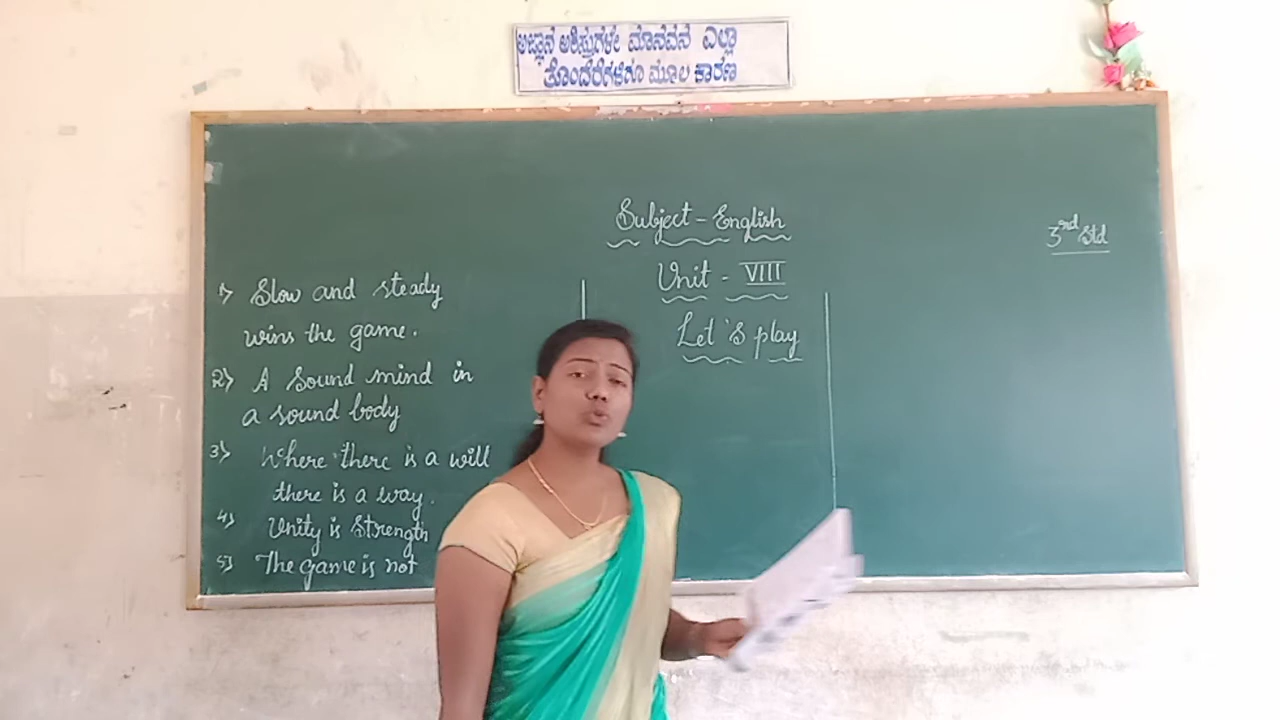 ಅಜ್ಞಾನ ಅಶಿಸ್ತುಗಳೇ ಮಾನವನ ಎಲ್ಲಾ
ತೊಂದರೆಗಳಿಗೂ ಮೂಲ ಕಾರಣ
Subject - English
3nd Std
Unit - VIII
Let's play
1) Slow and steady
wins the game.
2) A Sound mind in
a sound body
3) Where there is a will
there is a way.
4) Unity is Strength
5) The game is not